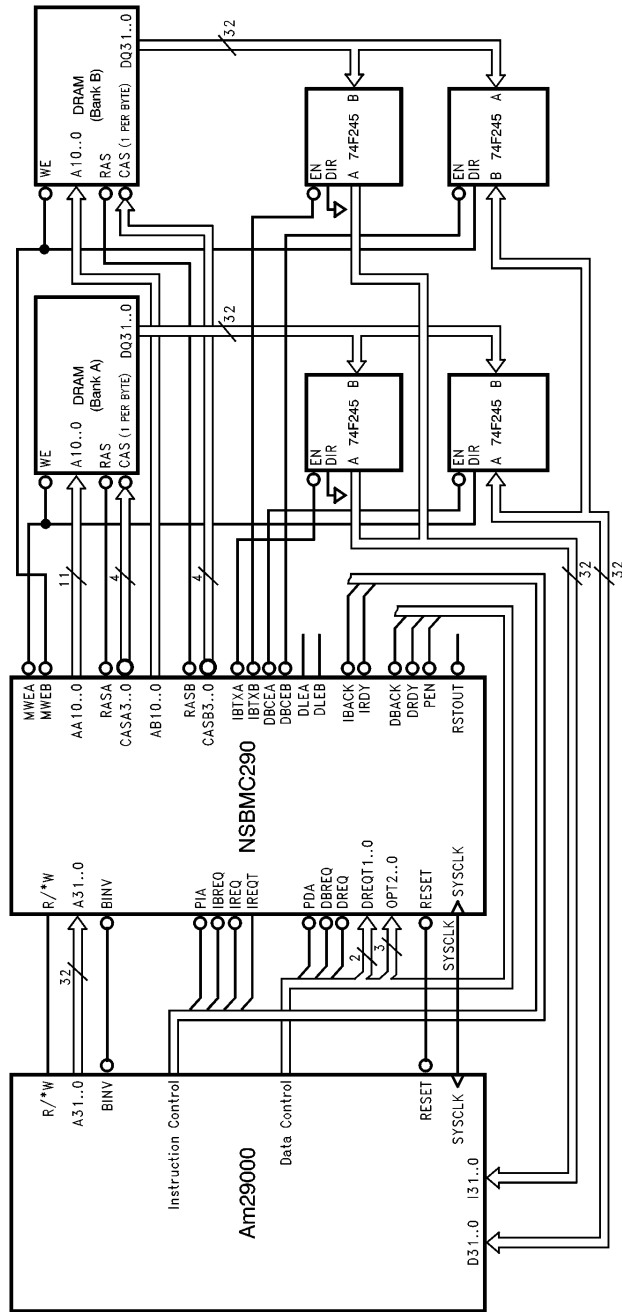 Am29000
R/*W
A31..0
BINV
Instruction Control
Data Control
RESET
SYSCLK
D31..0
I31..0
32
2
3
SYSCLK
NSBMC290
R/*W
A31..0
BINV
PIA
IBREQ
IREQ
IREQT
PDA
DBREQ
DREQ
DREQT1..0
OPT2..0
RESET
SYSCLK
MWEA
MWEB
AA10..0
RASA
CASA3..0
AB10..0
RASB
CASB3..0
IBTXA
IBTXB
DBCEA
DBCEB
DLEA
DLEB
IBACK
IRDY
DBACK
DRDY
PEN
RSTOUT
11
4
4
32
32
WE
A10..0
RAS
CAS (1 PER BYTE)
DRAM
(Bank A)
DQ31..0
32
EN
DIR
A
74F245
B
EN
DIR
A
74F245
B
WE
A10..0
RAS
CAS (1 PER BYTE)
DRAM
(Bank B)
DQ31..0
32
EN
DIR
A
74F245
B
EN
DIR
B
74F245
A